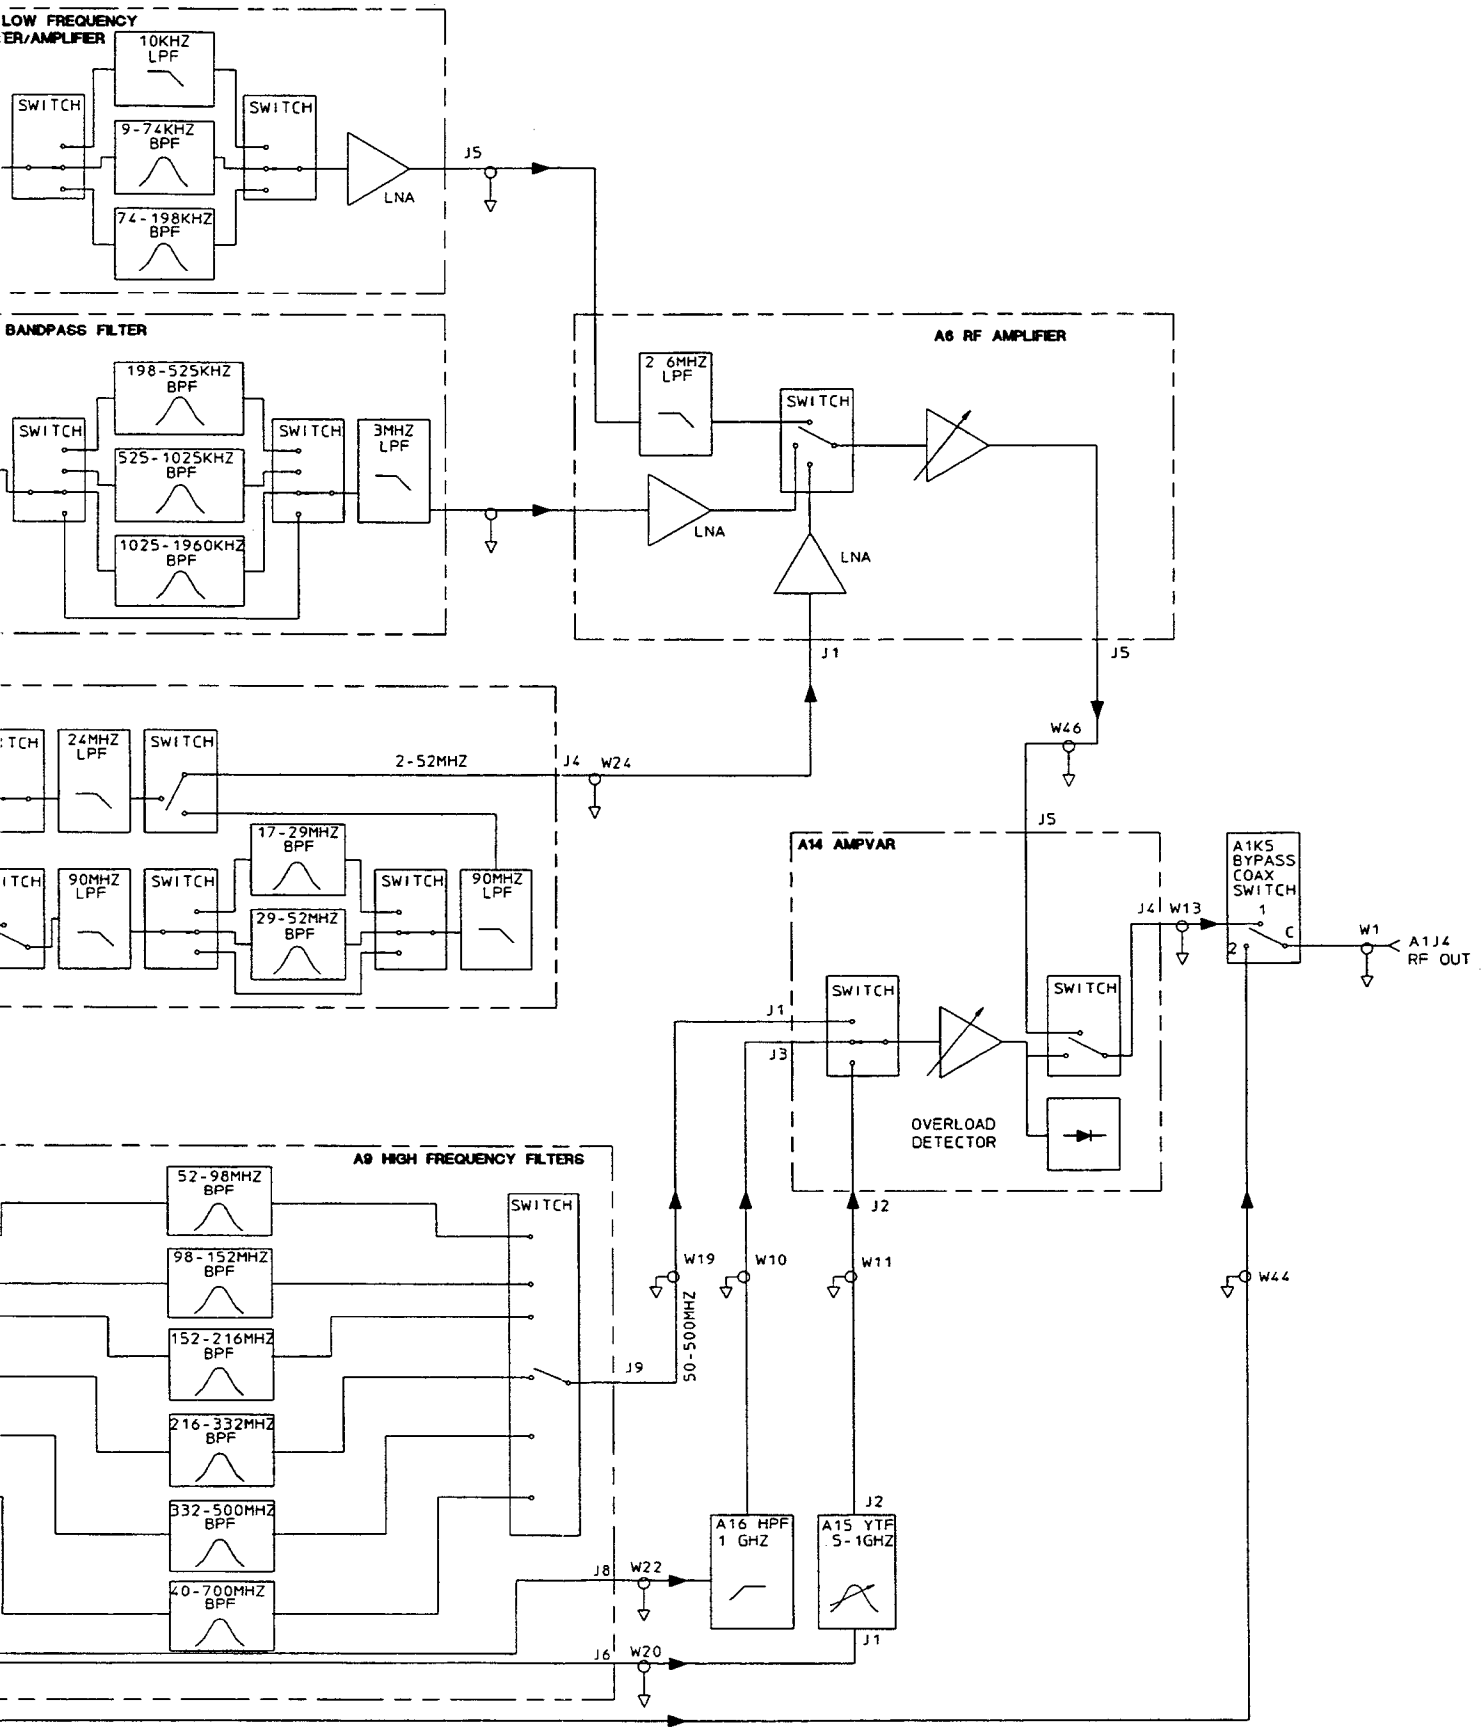 LOW FREQUENCY
ER/AMPLIFIER
10KHZ
LPF
SWITCH
SWITCH
9-74KHZ
BPF
J5
LNA
74-198KHZ
BPF
BANDPASS FILTER
A6 RF AMPLIFIER
198-525KHZ
BPF
2 6MHZ
LPF
SWITCH
SWITCH
SWITCH
3MHZ
LPF
525-1025KHZ
BPF
LNA
1025-1960KHZ
BPF
LNA
J1
J5
W46
ITCH
24MHZ
LPF
SWITCH
2-52MHZ
J4
W24
J5
17-29MHZ
BPF
A14 AMPVAR
A1K5
BYPASS
COAX
SWITCH
ITCH
90MHZ
LPF
SWITCH
SWITCH
90MHZ
LPF
29-52MHZ
BPF
J4
W13
1
C
2
W1
A1J4
RF OUT
SWITCH
SWITCH
J1
J3
OVERLOAD
DETECTOR
A9 HIGH FREQUENCY FILTERS
52-98MHZ
BPF
SWITCH
J2
98-152MHZ
BPF
W19
W10
W11
W44
50-500MHZ
152-216MHZ
BPF
J9
216-332MHZ
BPF
332-500MHZ
BPF
J2
A16 HPF
1 GHZ
A15 YTF
.5-1GHZ
J8
W22
40-700MHZ
BPF
J1
J6
W20